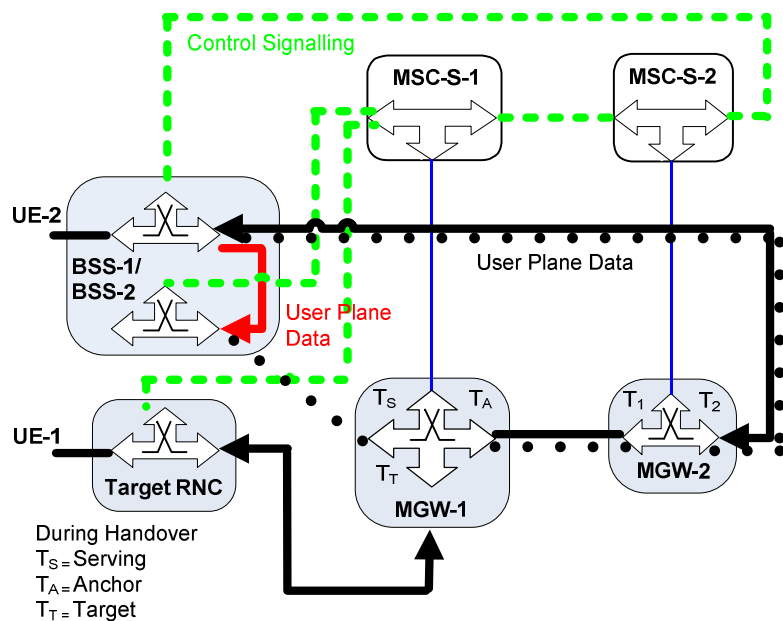 Control Signalling
MSC-S-1
MSC-S-2
UE-2
BSS-1/
BSS-2
User Plane Data
User Plane
Data
TS
TA
T1
T2
TT
UE-1
Target RNC
MGW-1
MGW-2
During Handover
TS = Serving
TA = Anchor
TT = Target